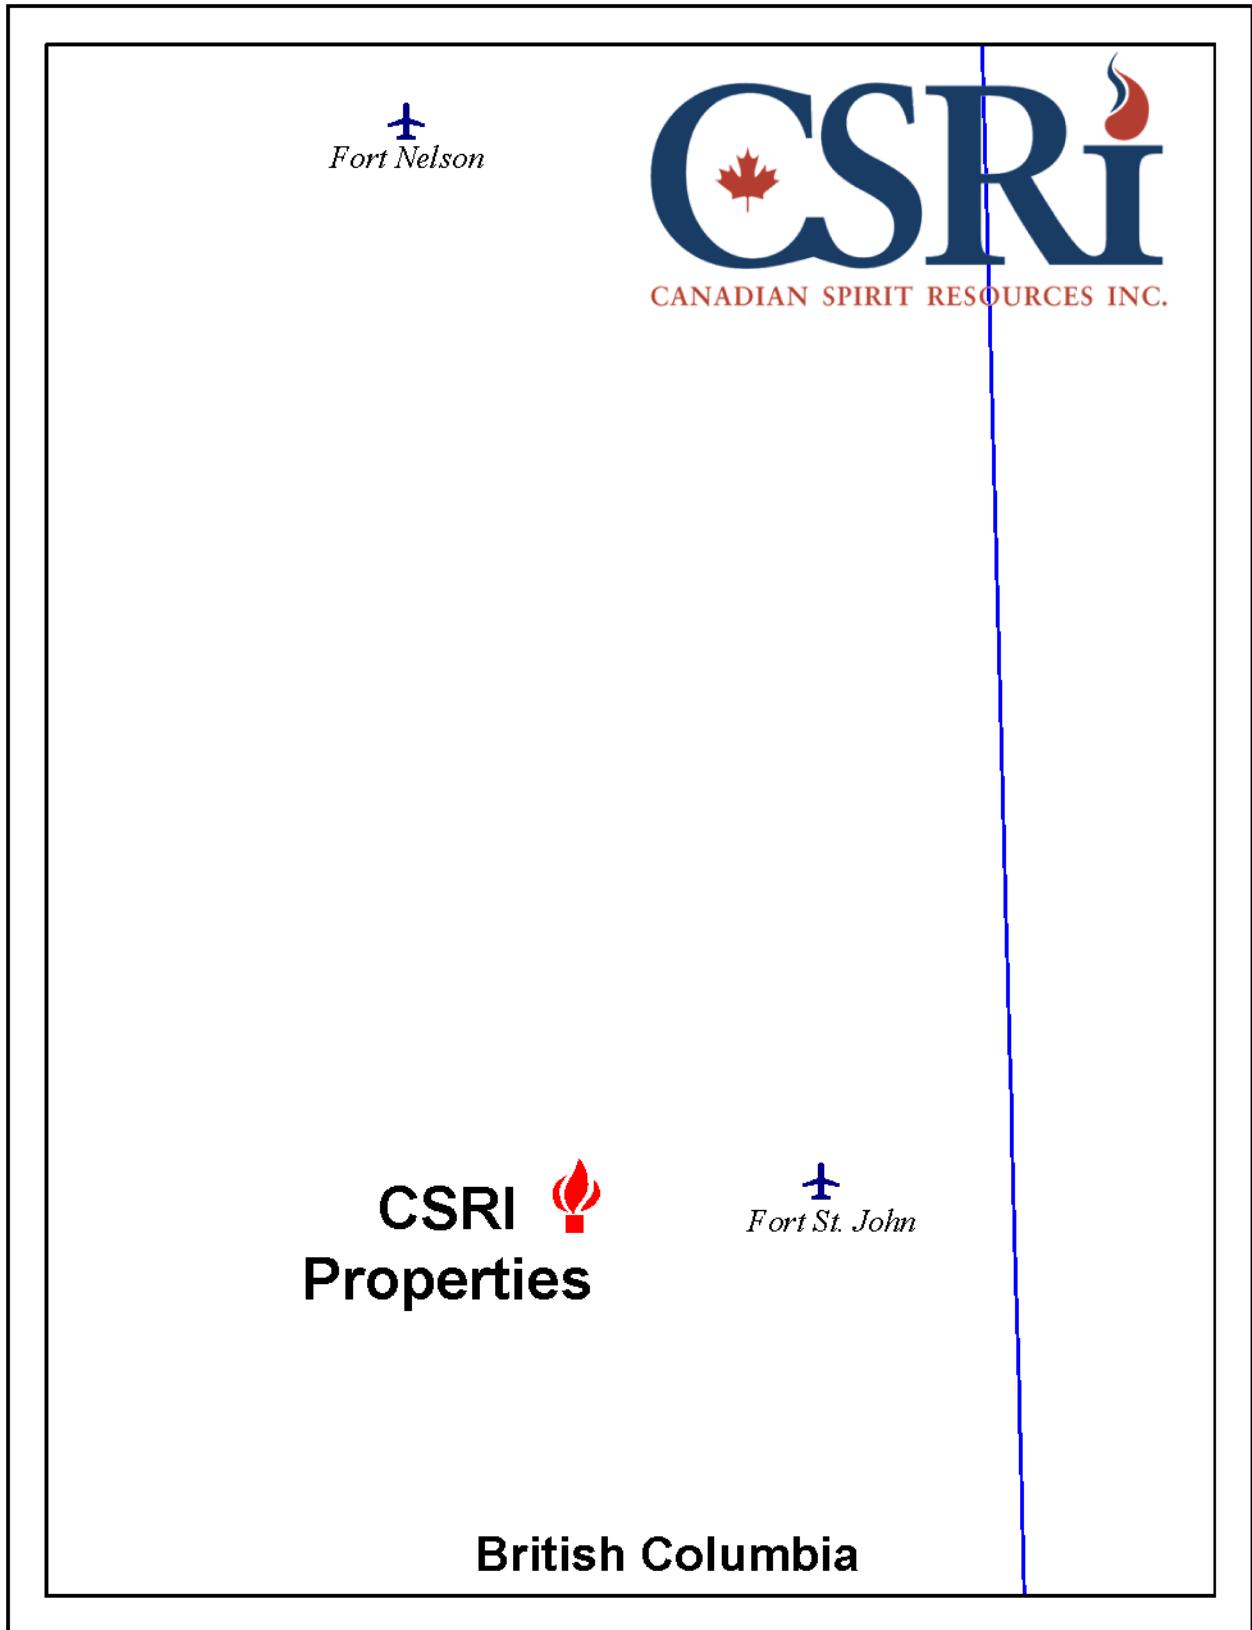 Fort Nelson
CSRi
CANADIAN SPIRIT RESOURCES INC.
CSRI
Properties
Fort St. John
British Columbia